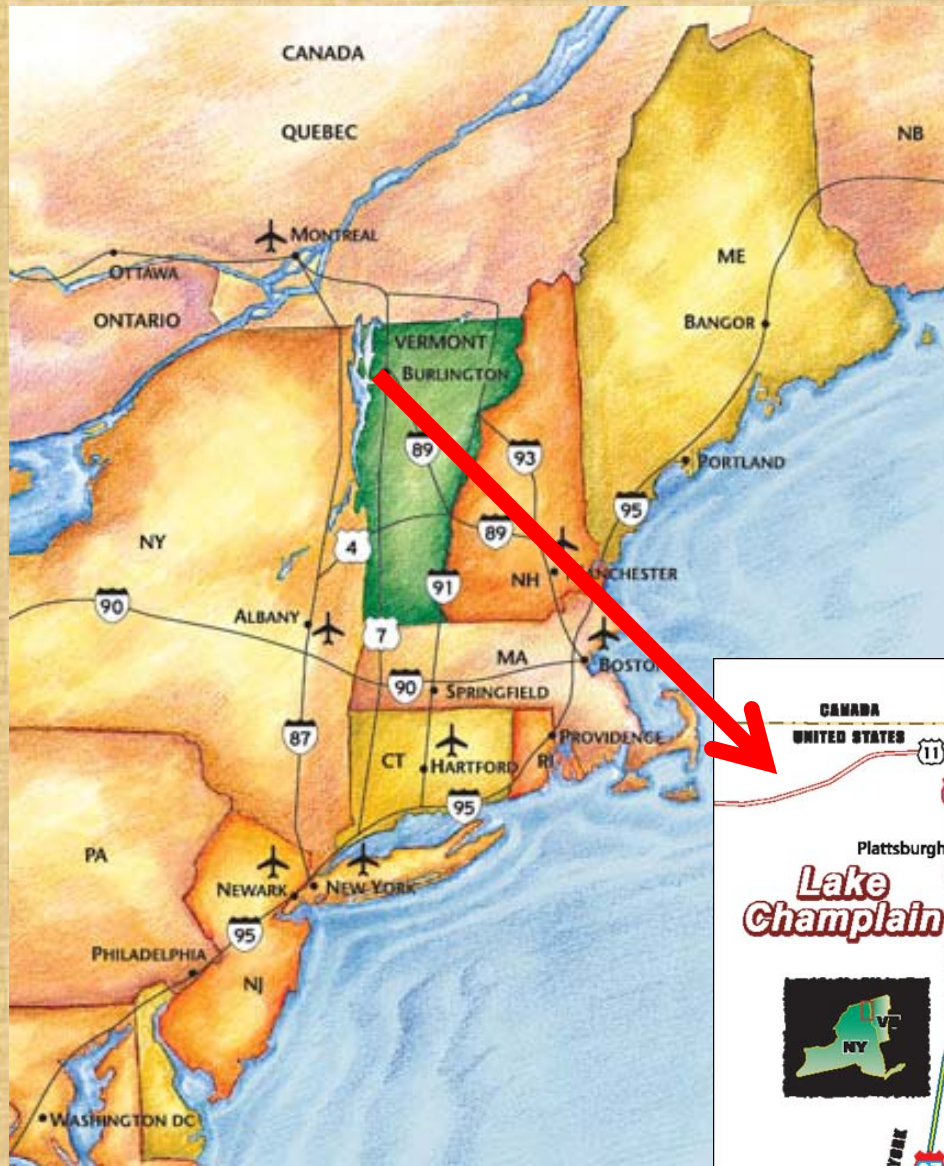 CANADA
QUEBEC
NB
MONTREAL
OTTAWA
ME
ONTARIO
BANGOR
VERMONT
BURLINGTON
89
93
PORTLAND
95
NY
4
89
NH
MANCHESTER
90
91
ALBANY
7
MA
BOSTON
90
SPRINGFIELD
87
PROVIDENCE
CT
HARTFORD
RI
95
PA
NEWARK
NEW YORK
95
PHILADELPHIA
NJ
WASHINGTON DC
CANADA
UNITED STATES
11
Plattsburgh
Lake
Champlain
VT
NY